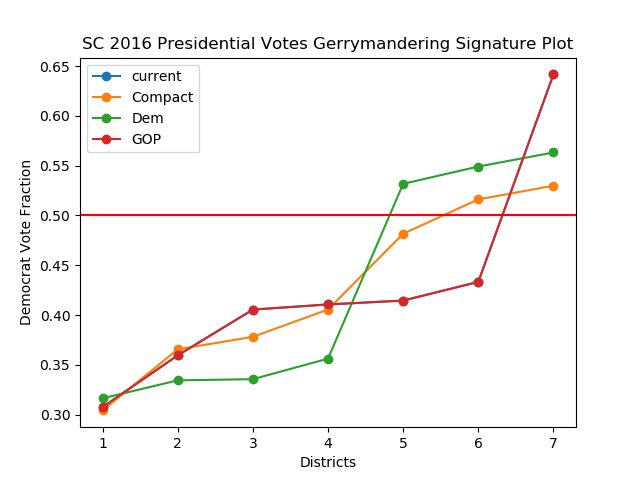 SC 2016 Presidential Votes Gerrymandering Signature Plot
current
Compact
Dem
GOP
Democrat Vote Fraction
0.65
0.60
0.55
0.50
0.45
0.40
0.35
0.30
1 2 3 4 5 6 7
Districts